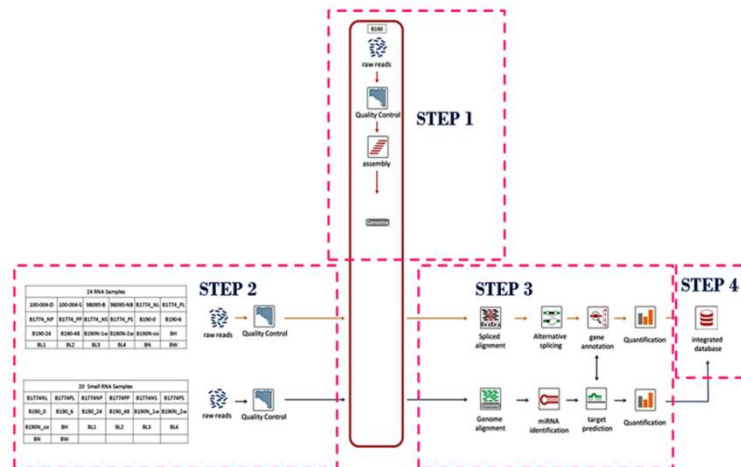 B190
raw reads
Quality Control
STEP 1
assembly
Genome
STEP 2
24 RNA Samples
100-004-D 100-004-S 98095-B 98095-NB B1774_NL B1774_PL
B1774_NP B1774_PP B1774_NS B1774_PS B190-0 B190-6
B190-24 B190-48 B190N-1w B190N-2w B190N-ox BH
BL1 BL2 BL3 BL4 BN BW
raw reads
Quality Control
20 Small RNA Samples
B1774NL B1774PL B1774NP B1774PP B1774NS B1774PS
B190_0 B190_6 B190_24 B190_48 B190N_1w B190N_2w
B190N_ox BH BL1 BL2 BL3 BL4
BN BW
raw reads
Quality Control
STEP 3
Spliced
alignment
Alternative
splicing
gene
annotation
Quantification
Genome
alignment
miRNA
identification
target
prediction
Quantification
STEP 4
integrated
database